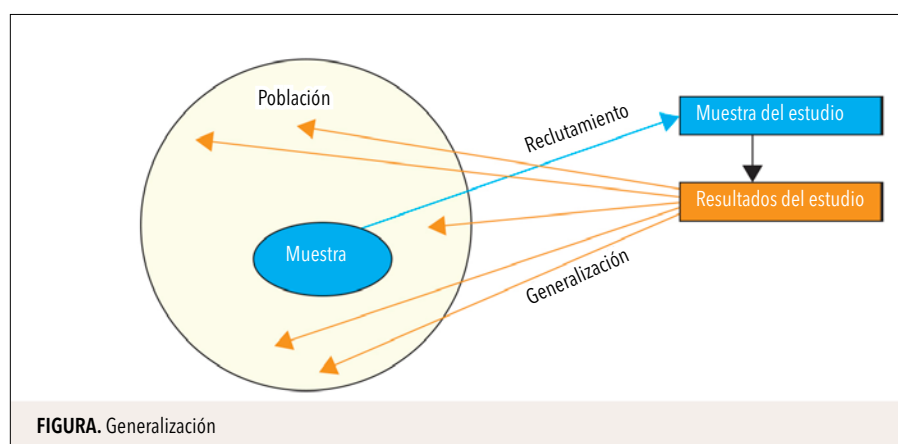 Población
Reclutamiento
Muestra del estudio
Resultados del estudio
Muestra
Generalización
FIGURA. Generalización